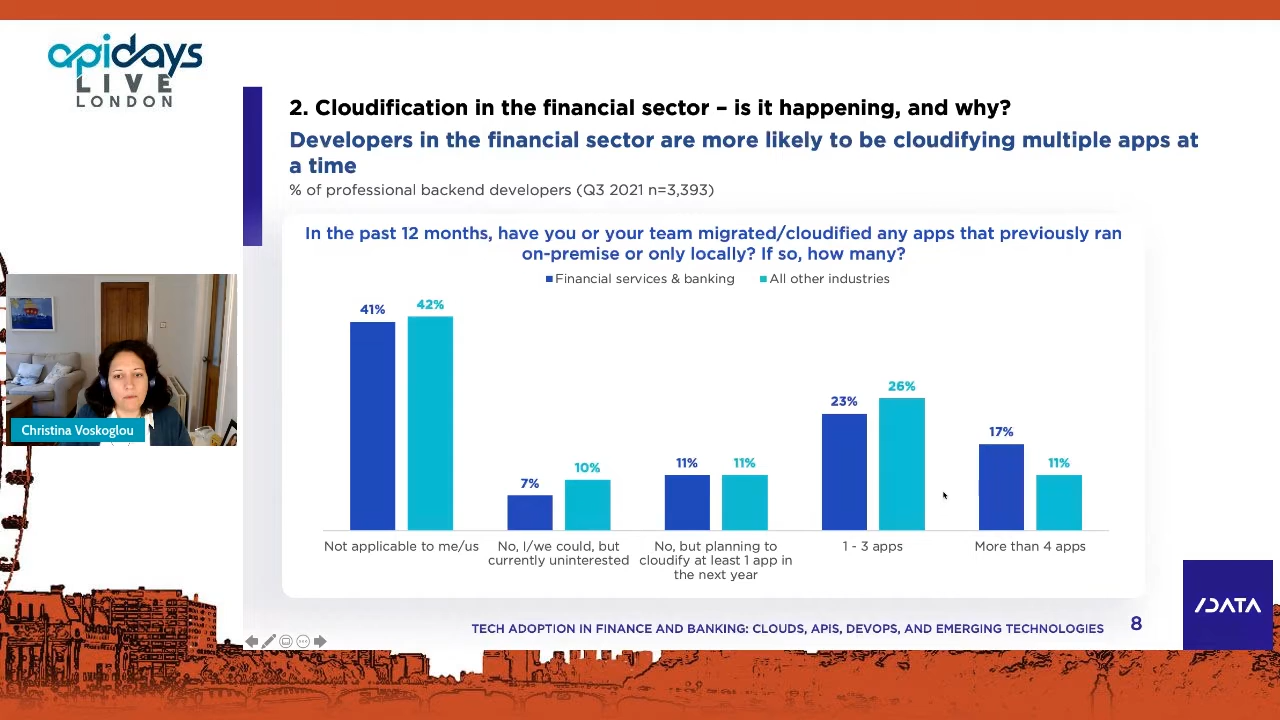 apidays
LIVE
LONDON
2. Cloudification in the financial sector – is it happening, and why?
Developers in the financial sector are more likely to be cloudifying multiple apps at
a time
% of professional backend developers (Q3 2021 n=3,393)
In the past 12 months, have you or your team migrated/cloudified any apps that previously ran
on-premise or only locally? If so, how many?
Financial services & banking All other industries
41% 42%
7% 10%
11% 11%
23% 26%
17% 11%
Not applicable to me/us
No, I/we could, but
currently uninterested
No, but planning to
cloudify at least 1 app in
the next year
1 - 3 apps
More than 4 apps
Christina Voskoglou
TECH ADOPTION IN FINANCE AND BANKING: CLOUDS, APIS, DEVOPS, AND EMERGING TECHNOLOGIES 8
/DATA